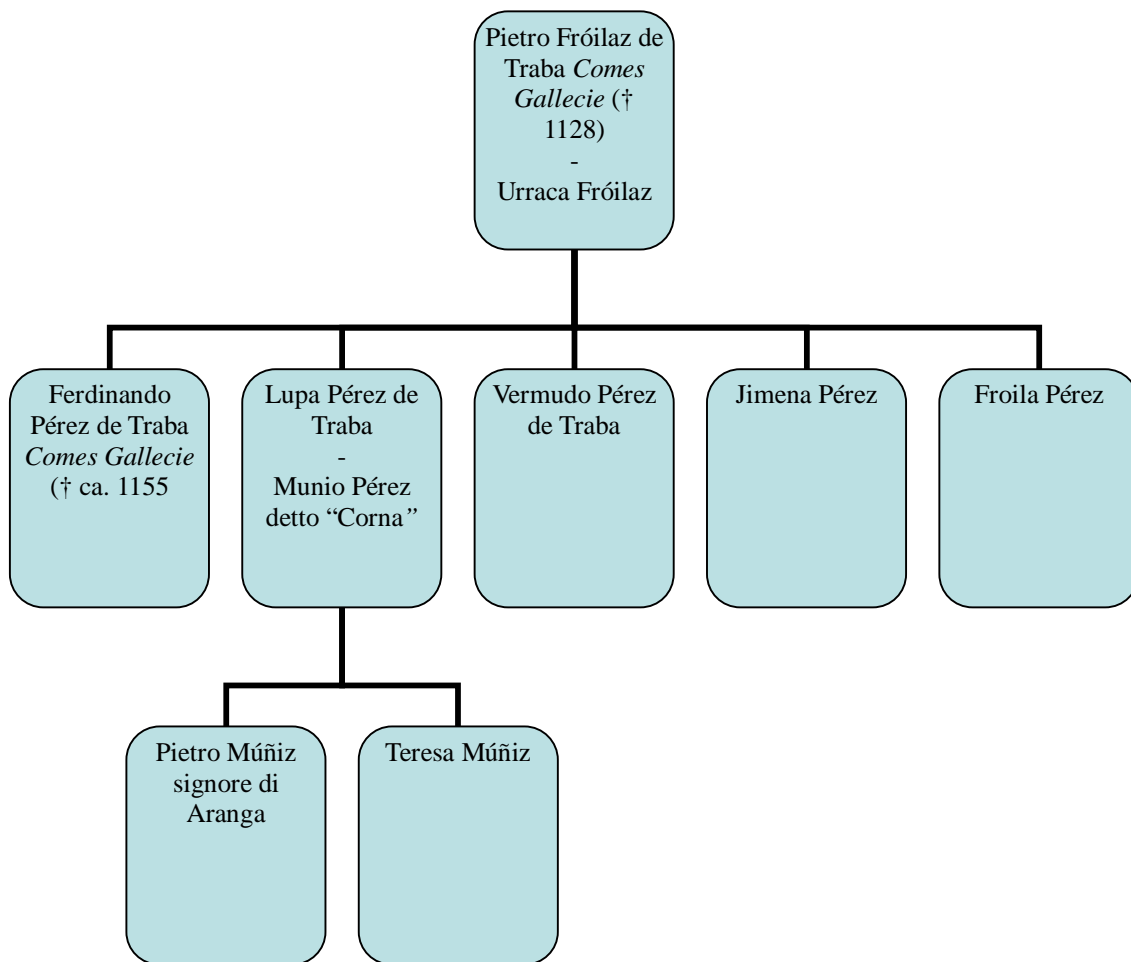 Pietro Fróilaz de
Traba Comes
Gallecie (†
1128)
-
Urraca Fróilaz
Ferdinando
Pérez de Traba
Comes Gallecie
(† ca. 1155
Lupa Pérez de
Traba
-
Munio Pérez
detto “Corna”
Vermudo Pérez
de Traba
Jimena Pérez
Froila Pérez
Pietro Múñiz
signore di
Aranga
Teresa Múñiz